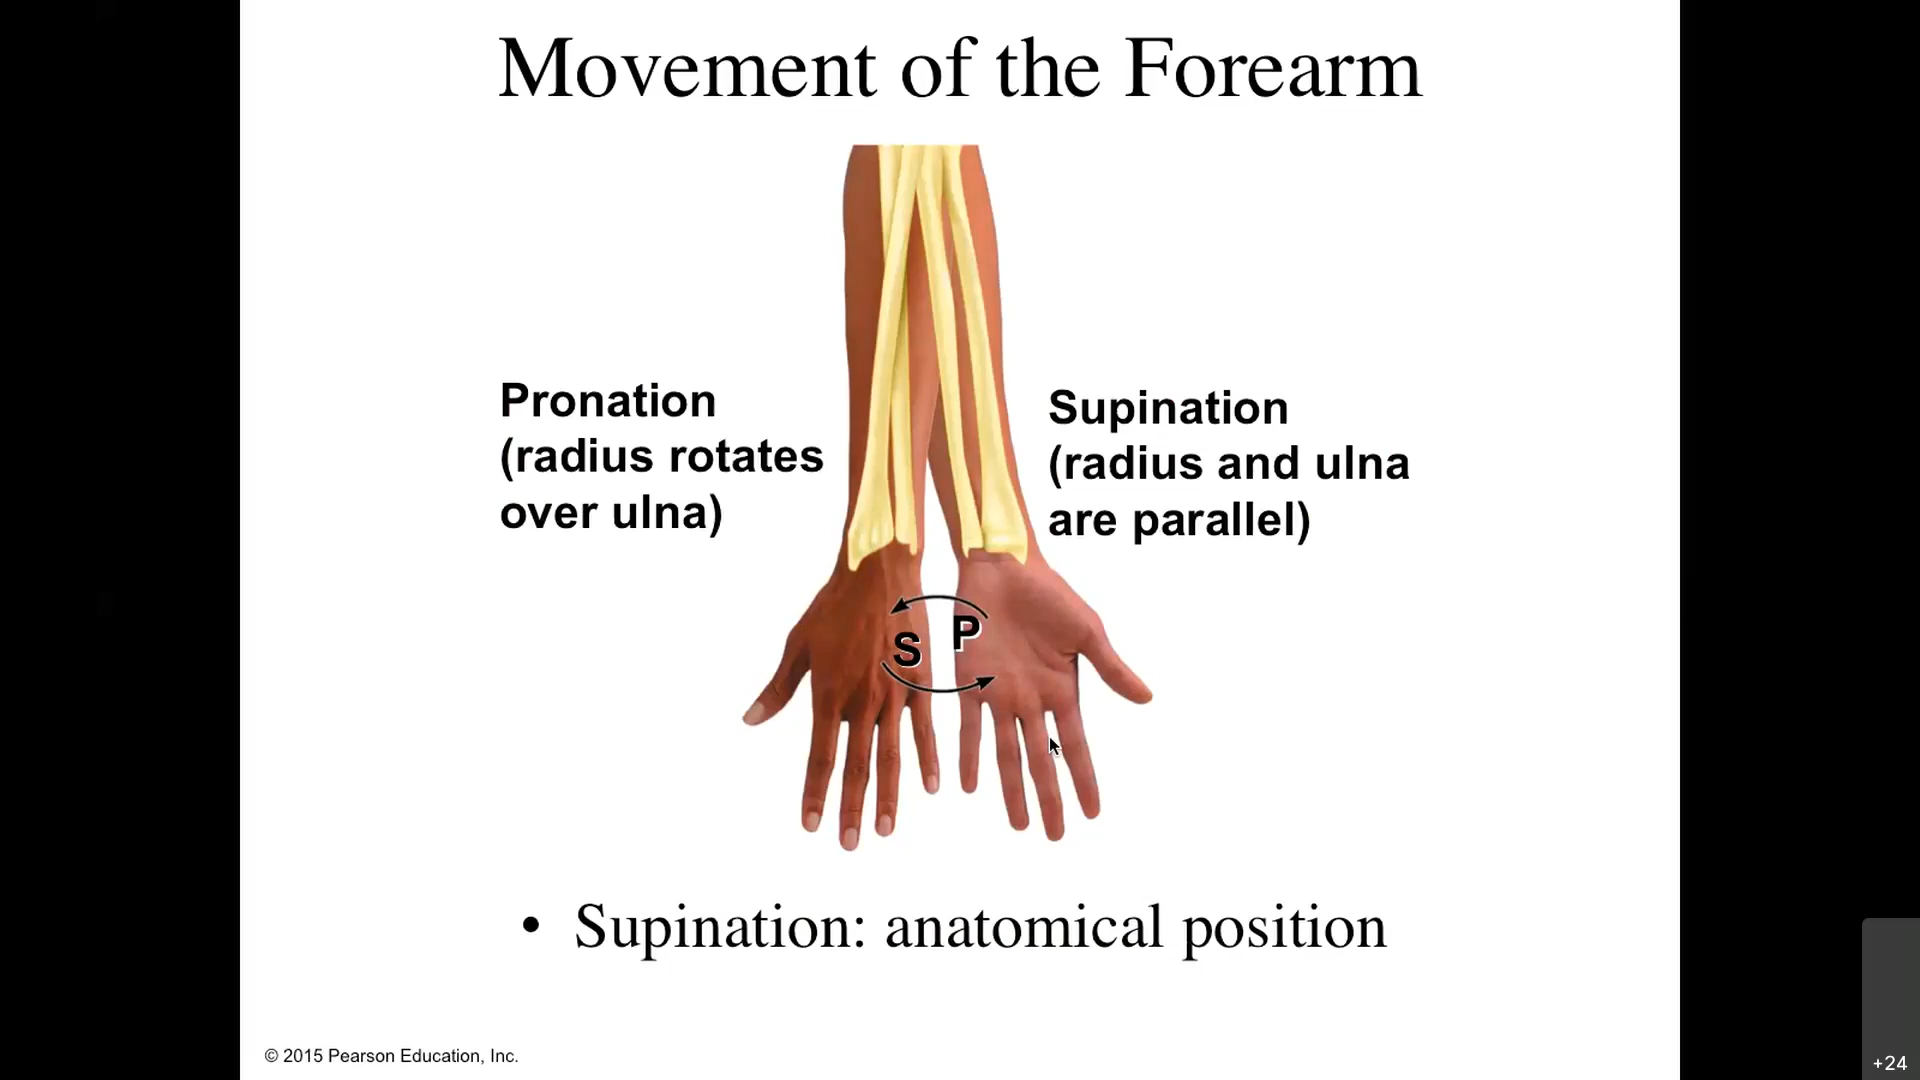 Movement of the Forearm
Pronation
(radius rotates
over ulna)
Supination
(radius and ulna
are parallel)
S P
• Supination: anatomical position
© 2015 Pearson Education, Inc.
+24